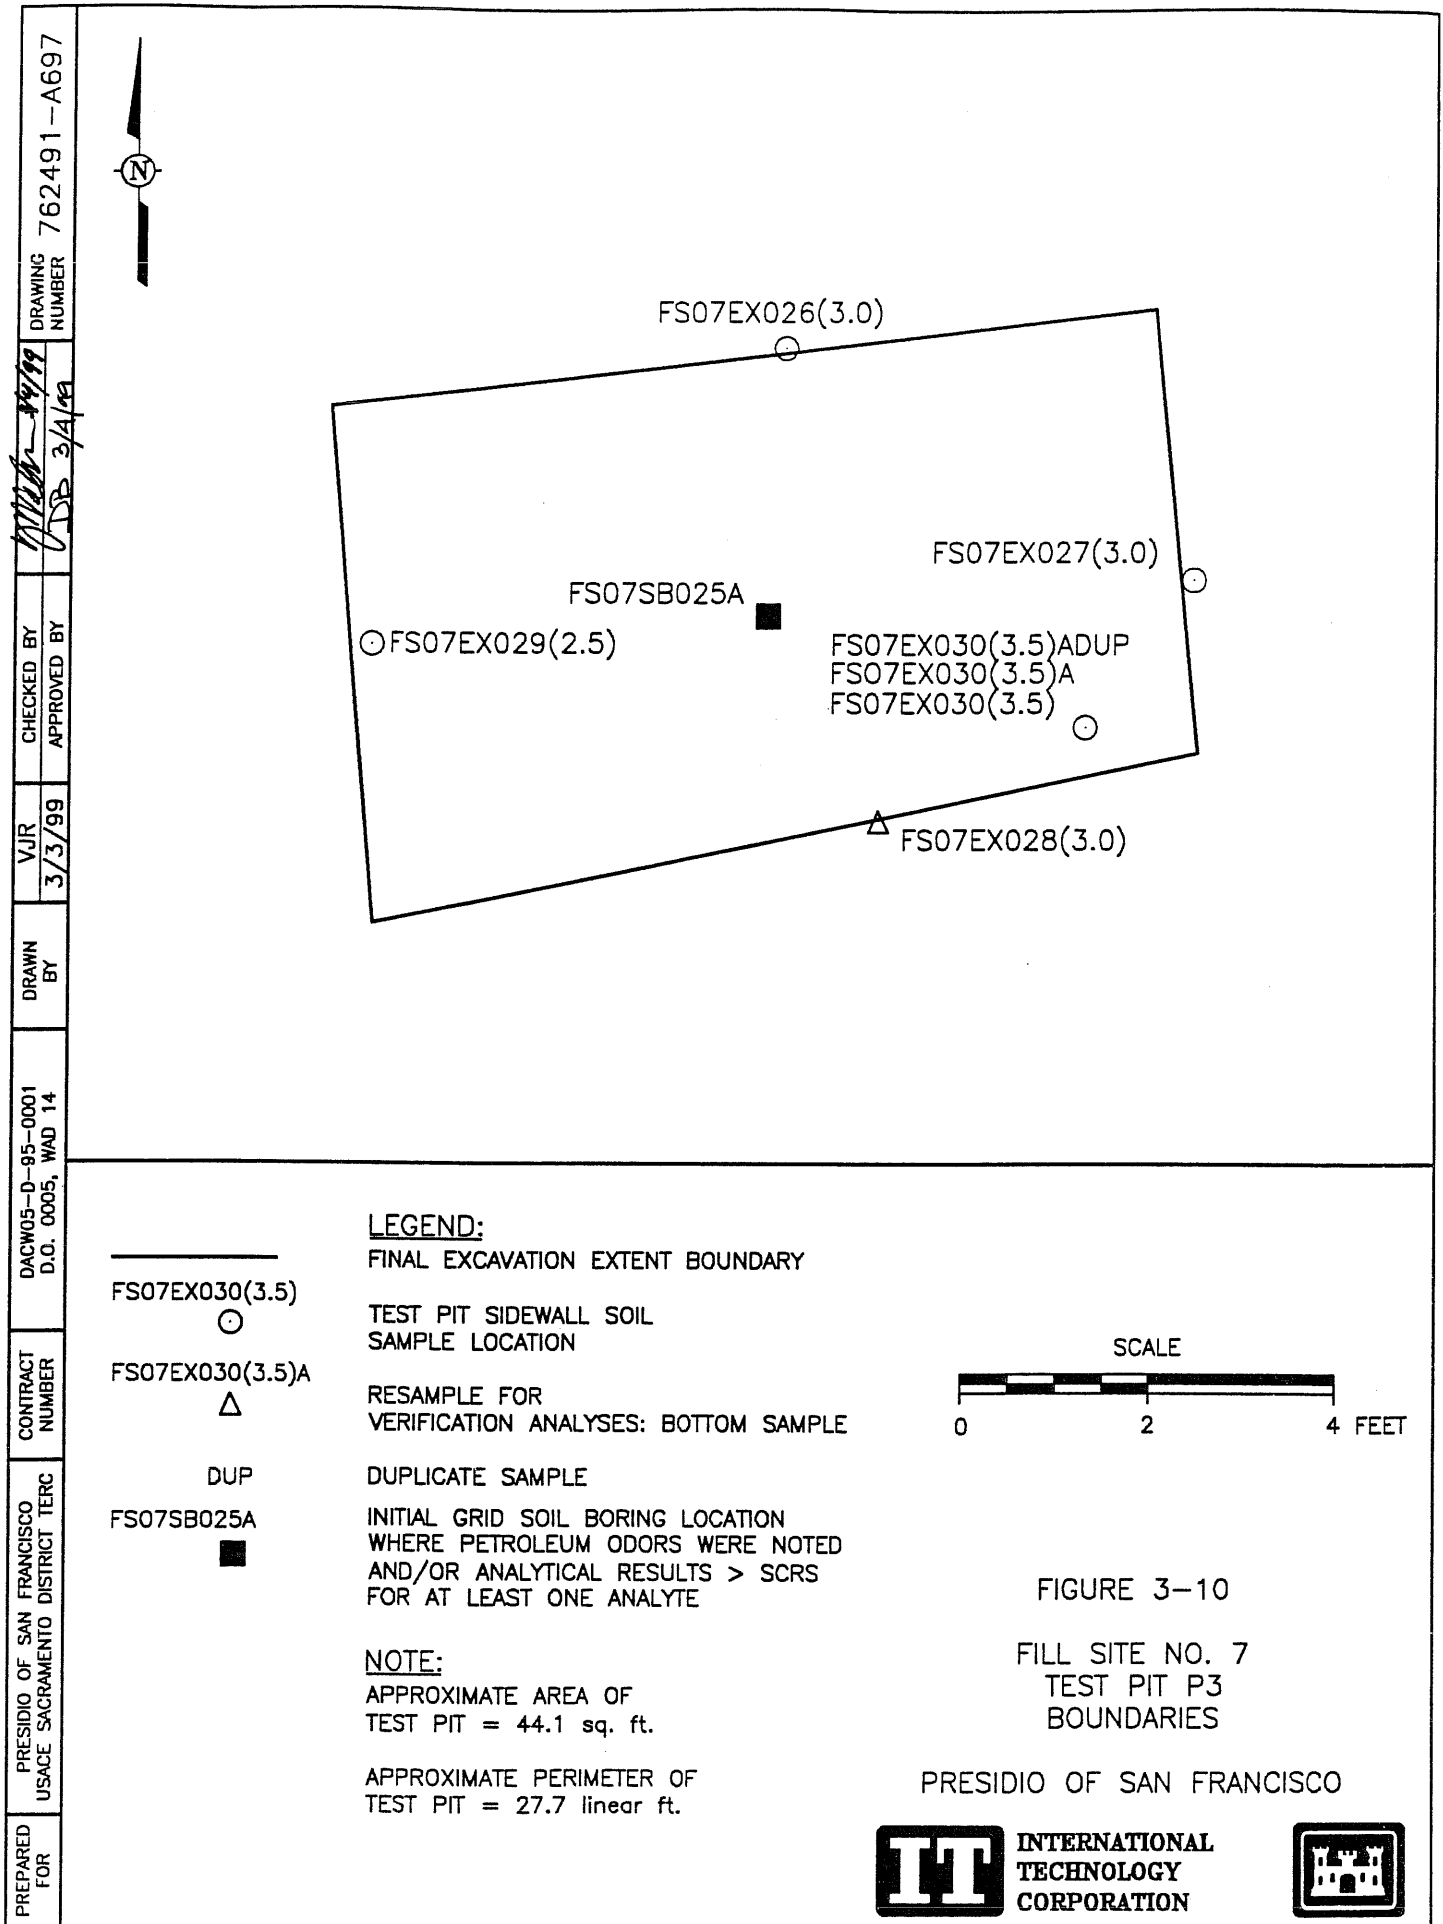 DRAWING NUMBER 762491-A697
3/4/99
DB 3/4/99
CHECKED BY
APPROVED BY
VJR
3/3/99
DRAWN BY
DACW05-D-95-0001
D.O. 0005, WAD 14
CONTRACT NUMBER
PRESIDIO OF SAN FRANCISCO
USACE SACRAMENTO DISTRICT TERC
PREPARED FOR
N
FS07EX026(3.0)
FS07EX027(3.0)
FS07SB025A
FS07EX029(2.5)
FS07EX030(3.5)ADUP
FS07EX030(3.5)A
FS07EX030(3.5)
FS07EX028(3.0)
LEGEND:
FINAL EXCAVATION EXTENT BOUNDARY
FS07EX030(3.5)
TEST PIT SIDEWALL SOIL
SAMPLE LOCATION
FS07EX030(3.5)A
RESAMPLE FOR
VERIFICATION ANALYSES: BOTTOM SAMPLE
DUP
DUPLICATE SAMPLE
FS07SB025A
INITIAL GRID SOIL BORING LOCATION
WHERE PETROLEUM ODORS WERE NOTED
AND/OR ANALYTICAL RESULTS > SCRS
FOR AT LEAST ONE ANALYTE
NOTE:
APPROXIMATE AREA OF
TEST PIT = 44.1 sq. ft.
APPROXIMATE PERIMETER OF
TEST PIT = 27.7 linear ft.
SCALE
0 2 4 FEET
FIGURE 3-10
FILL SITE NO. 7
TEST PIT P3
BOUNDARIES
PRESIDIO OF SAN FRANCISCO
IT
INTERNATIONAL
TECHNOLOGY
CORPORATION